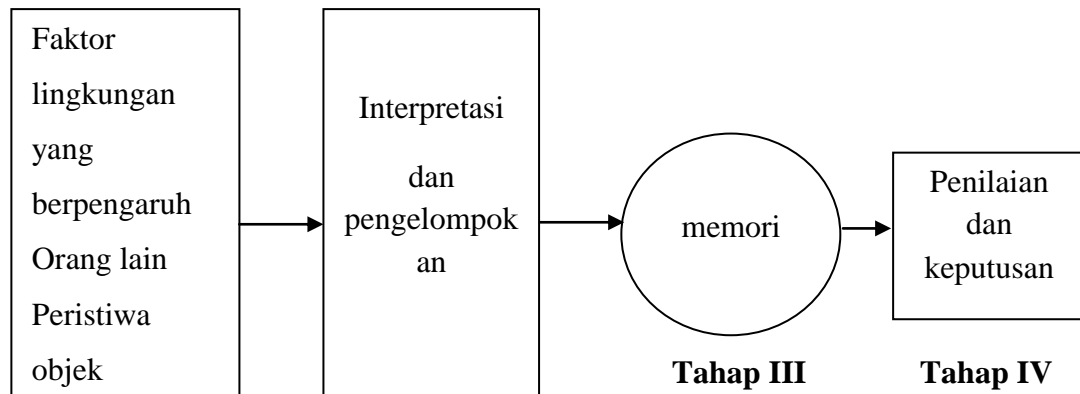 Faktor
lingkungan
yang
berpengaruh
Orang lain
Peristiwa
objek
Interpretasi
dan
pengelompok
an
memori
Penilaian
dan
keputusan
Tahap III
Tahap IV